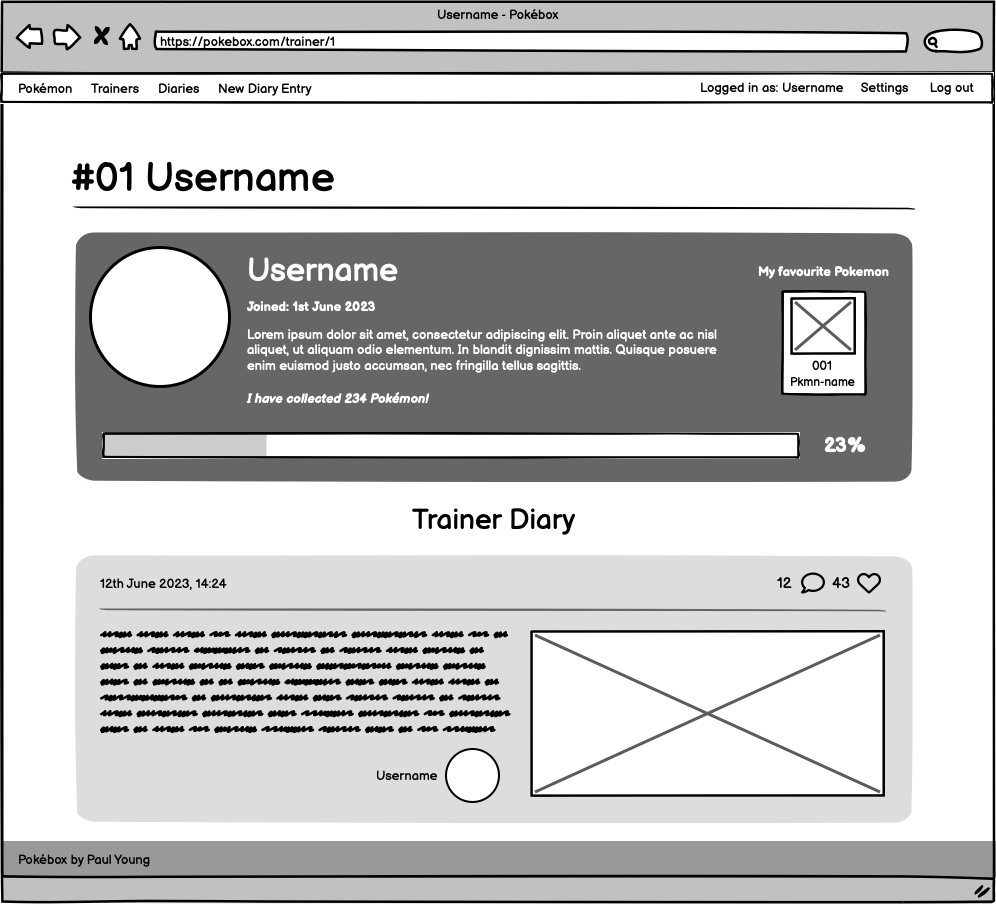 Username - Pokébox
https://pokebox.com/trainer/1
Pokémon Trainers Diaries New Diary Entry Logged in as: Username Settings Log out
#01 Username
Username
Joined: 1st June 2023
Lorem ipsum dolor sit amet, consectetur adipiscing elit. Proin aliquet ante ac nisl
aliquet, ut aliquam odio elementum. In blandit dignissim mattis. Quisque posuere
enim euismod justo accumsan, nec fringilla tellus sagittis.
I have collected 234 Pokémon!
My favourite Pokemon
001
Pkmn-name
23%
Trainer Diary
12th June 2023, 14:24 12 43
Username
Pokébox by Paul Young